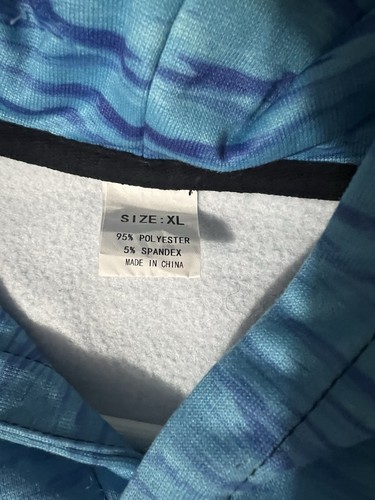 SIZE:XL
95% POLYESTER
5% SPANDEX
MADE IN CHINA